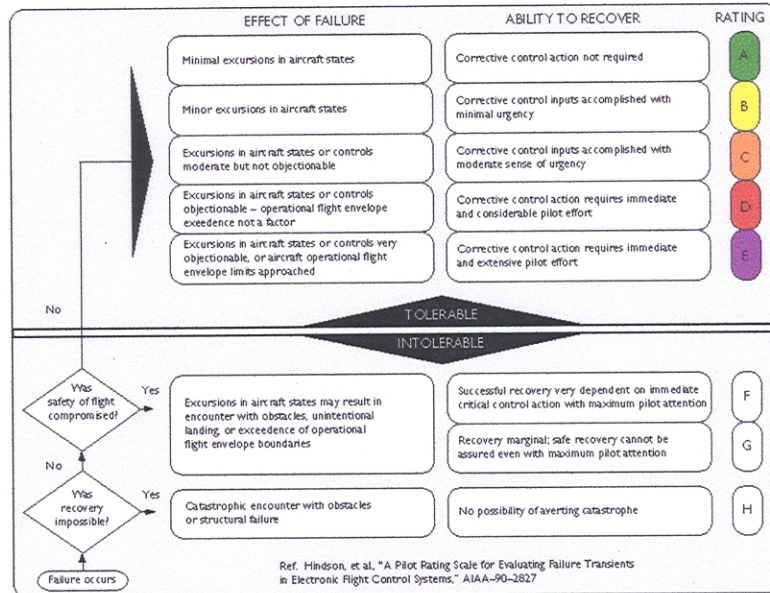 EFFECT OF FAILURE
ABILITY TO RECOVER
RATING
Minimal excursions in aircraft states
Corrective control action not required
A
Minor excursions in aircraft states
Corrective control inputs accomplished with
minimal urgency
B
Excursions in aircraft states or controls
moderate but not objectionable
Corrective control inputs accomplished with
moderate sense of urgency
C
Excursions in aircraft states or controls
objectionable – operational flight envelope
exeedence not a factor
Corrective control action requires immediate
and considerable pilot effort
D
Excursions in aircraft states or controls very
objectionable, or aircraft operational flight
envelope limits approached
Corrective control action requires immediate
and extensive pilot effort
E
No
TOLERABLE
INTOLERABLE
Was
safety of flight
compromised?
Yes
Excursions in aircraft states may result in
encounter with obstacles, unintentional
landing, or exceedence of operational
flight envelope boundaries
Successful recovery very dependent on immediate
critical control action with maximum pilot attention
F
Recovery marginal; safe recovery cannot be
assured even with maximum pilot attention
G
No
Was
recovery
impossible?
Yes
Catastrophic encounter with obstacles
or structural failure
No possibility of averting catastrophe
H
Failure occurs
Ref. Hindson, et al., "A Pilot Rating Scale for Evaluating Failure Transients
in Electronic Flight Control Systems," AIAA–90–2827